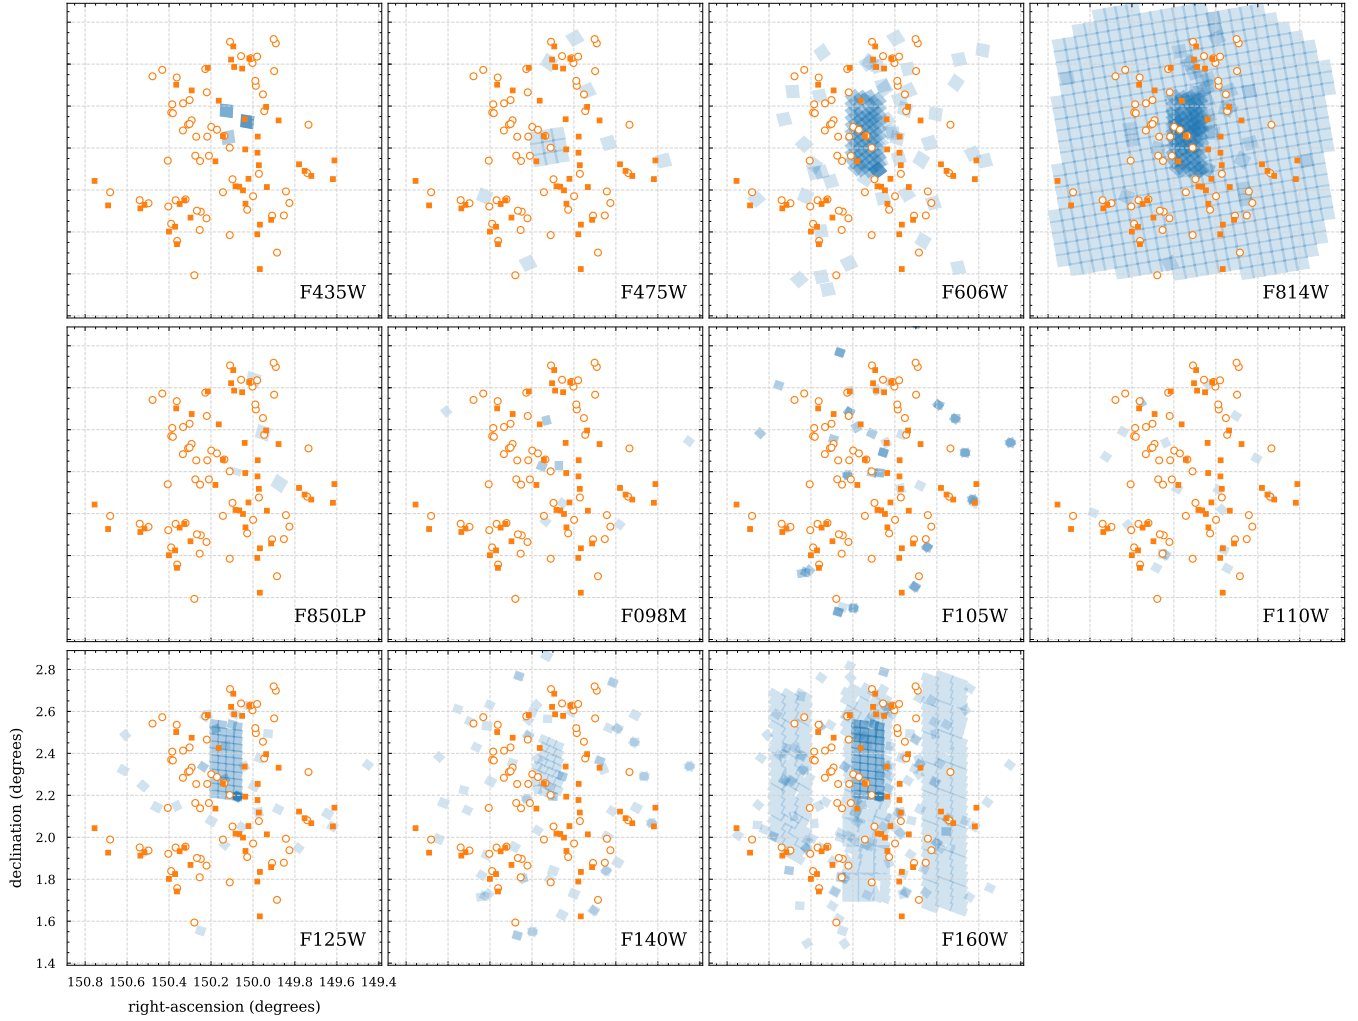 F435W
F475W
F606W
F814W
F850LP
F098M
F105W
F110W
2.8
2.6
2.4
2.2
2.0
1.8
1.6
1.4
declination (degrees)
F125W
F140W
F160W
150.8 150.6 150.4 150.2 150.0 149.8 149.6 149.4
right-ascension (degrees)